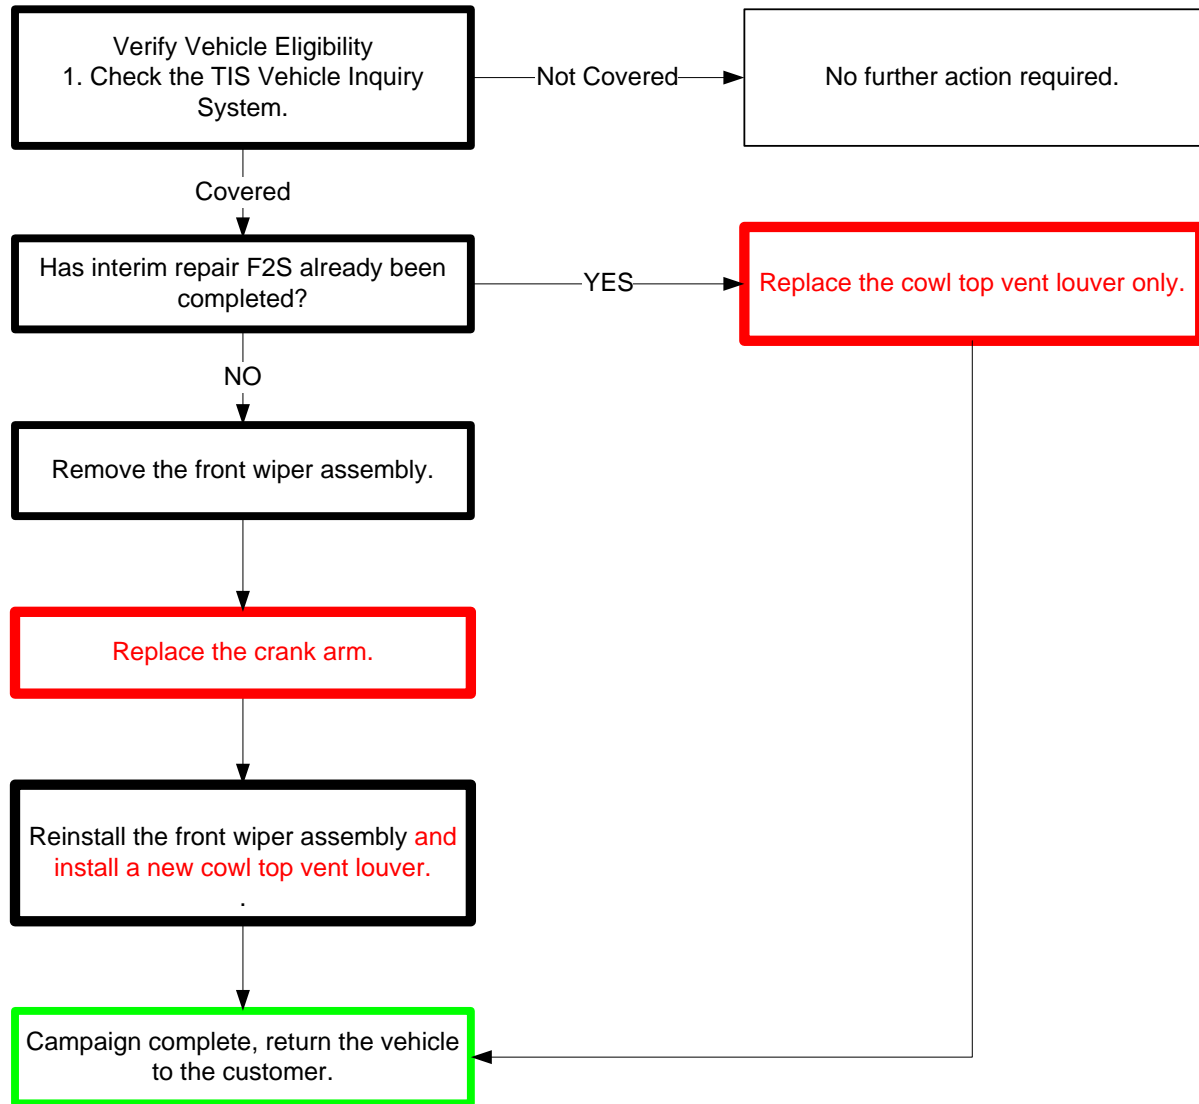 Verify Vehicle Eligibility
1. Check the TIS Vehicle Inquiry
System.
Not Covered
No further action required.
Covered
Has interim repair F2S already been
completed?
YES
Replace the cowl top vent louver only.
NO
Remove the front wiper assembly.
Replace the crank arm.
Reinstall the front wiper assembly and
install a new cowl top vent louver.
.
Campaign complete, return the vehicle
to the customer.